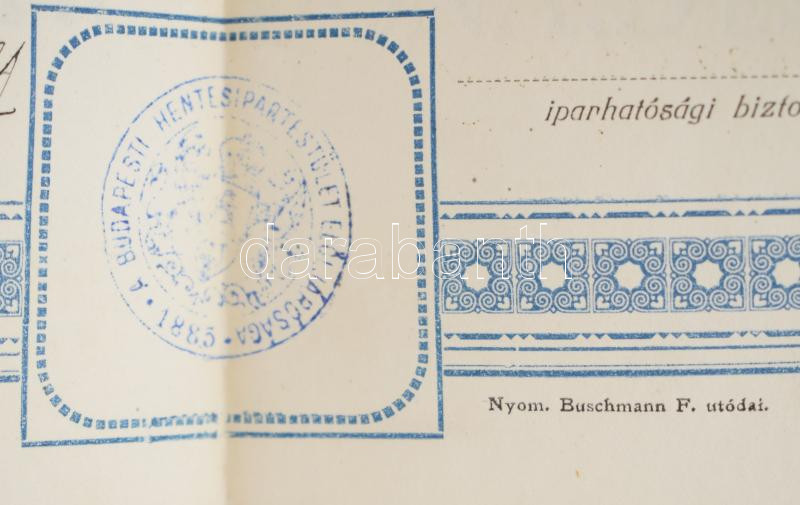 iparhatósági bizto
A BUDAPESTI HENTESIPARTESTÜLET ELÖLJÁRÓSÁGA • 1885 •
darabanth
Nyom. Buschmann F. utódai.